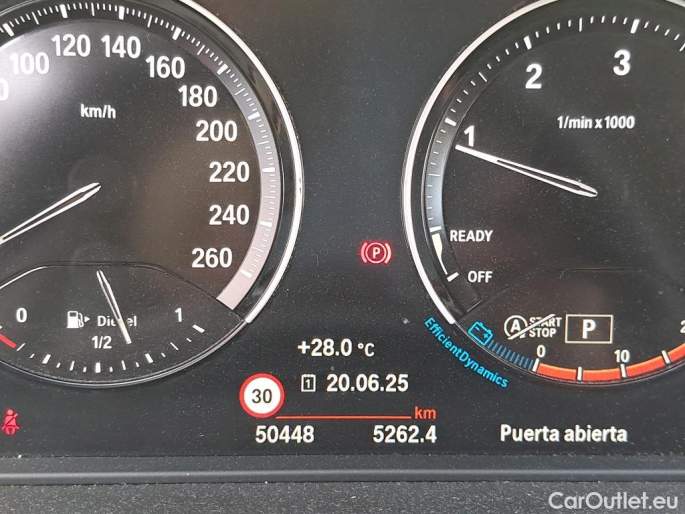 100 120 140 160 180 200 220 240 260
km/h
0 Diesel 1
1/2
1 2 3
1/min x 1000
READY
OFF
P
A START
STOP
P
EfficientDynamics
0 10
+28.0 °C
1 20.06.25
30
km
50448 5262.4
Puerta abierta
CarOutlet.eu